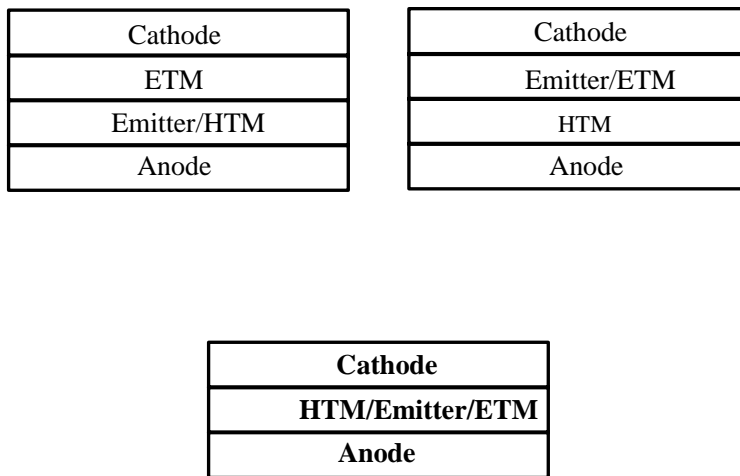 Cathode
ETM
Emitter/HTM
Anode
Cathode
Emitter/ETM
HTM
Anode
Cathode
HTM/Emitter/ETM
Anode